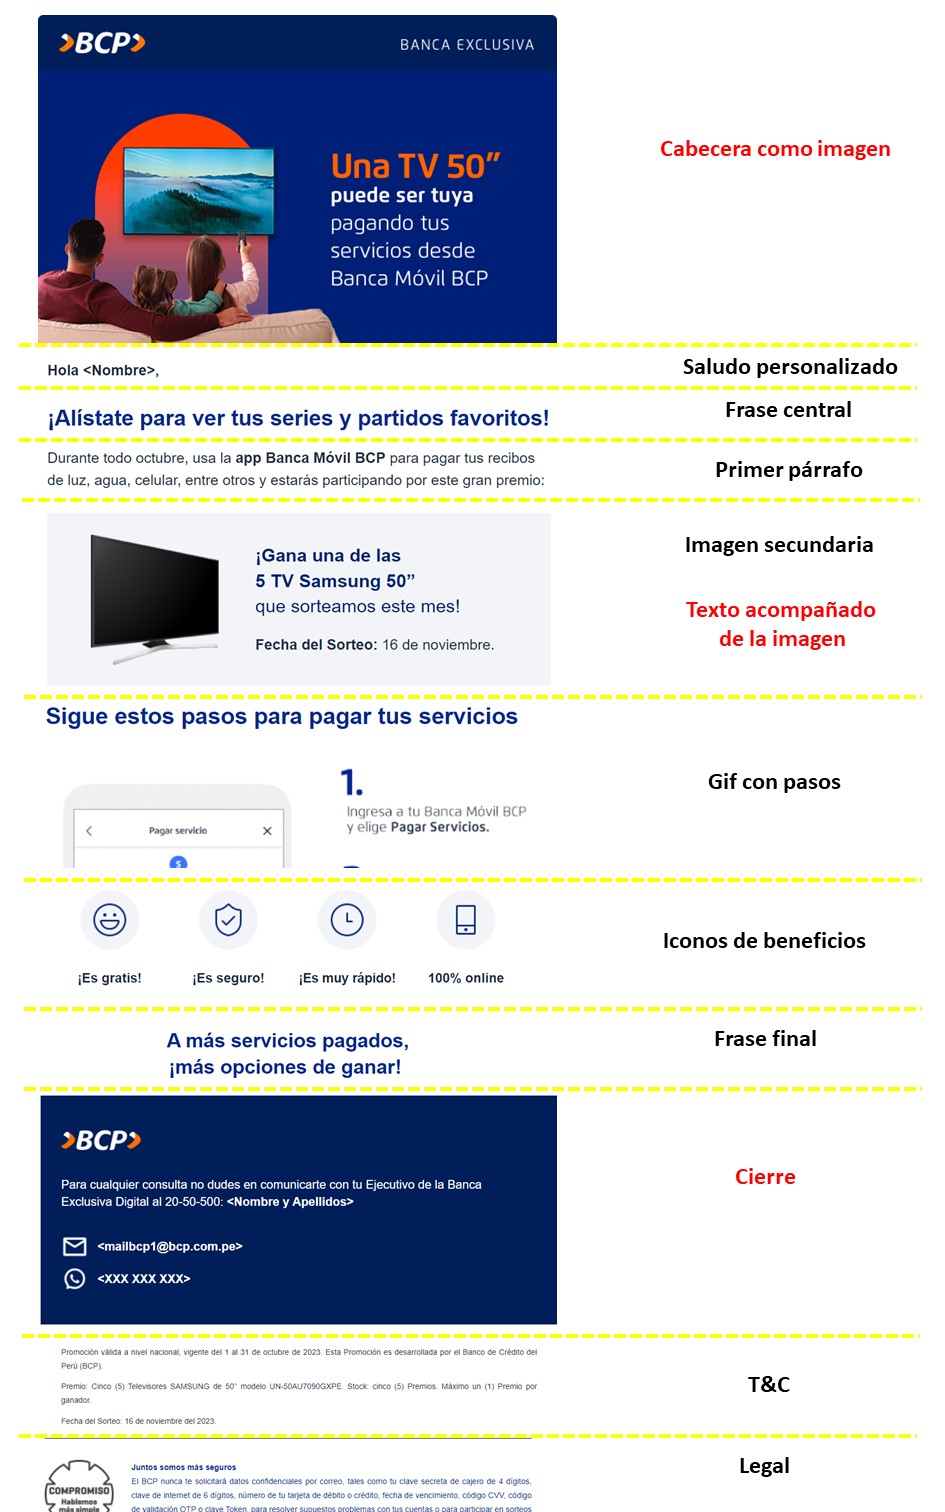 BCP
BANCA EXCLUSIVA
Cabecera como imagen
Una TV 50”
puede ser tuya
pagando tus
servicios desde
Banca Móvil BCP
Hola <Nombre>,
Saludo personalizado
¡Alístate para ver tus series y partidos favoritos!
Frase central
Durante todo octubre, usa la app Banca Móvil BCP para pagar tus recibos
de luz, agua, celular, entre otros y estarás participando por este gran premio:
Primer párrafo
¡Gana una de las
5 TV Samsung 50”
que sorteamos este mes!
Fecha del Sorteo: 16 de noviembre.
Imagen secundaria
Texto acompañado
de la imagen
Sigue estos pasos para pagar tus servicios
Pagar servicio
1.
Ingresa a tu Banca Móvil BCP
y elige Pagar Servicios.
Gif con pasos
¡Es gratis!
¡Es seguro!
¡Es muy rápido!
100% online
Iconos de beneficios
A más servicios pagados,
¡más opciones de ganar!
Frase final
BCP
Para cualquier consulta no dudes en comunicarte con tu Ejecutivo de la Banca
Exclusiva Digital al 20-50-500: <Nombre y Apellidos>
<mailbcp1@bcp.com.pe>
<XXX XXX XXX>
Cierre
Promoción válida a nivel nacional, vigente del 1 al 31 de octubre de 2023. Esta Promoción es desarrollada por el Banco de Crédito del
Perú (BCP).
Premio: Cinco (5) Televisores SAMSUNG de 50” modelo UN-50AU7090GXPE. Stock: cinco (5) Premios. Máximo un (1) Premio por
ganador.
Fecha del Sorteo: 16 de noviembre del 2023.
T&C
Legal
COMPROMISO
Hablemos
más simple
Juntos somos más seguros
El BCP nunca te solicitará datos confidenciales por correo, tales como tu clave secreta de cajero de 4 dígitos,
clave de internet de 6 dígitos, número de tu tarjeta de débito o crédito, fecha de vencimiento, código CVV, código
de validación OTP o clave Token, para resolver supuestos problemas con tus cuentas o para participar en sorteos